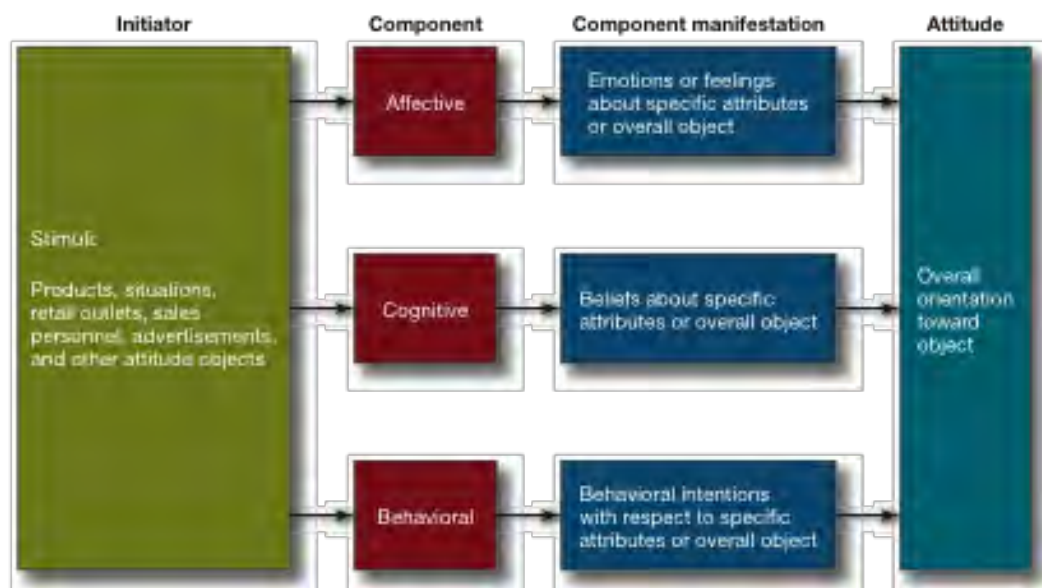 Initiator
Component
Component manifestation
Attitude
Stimuli:
Products, situations,
retail outlets, sales
personnel, advertisements,
and other attitude objects
Affective
Emotions or feelings
about specific attributes
or overall object
Cognitive
Beliefs about specific
attributes or overall object
Behavioral
Behavioral intentions
with respect to specific
attributes or overall object
Overall
orientation
toward
object